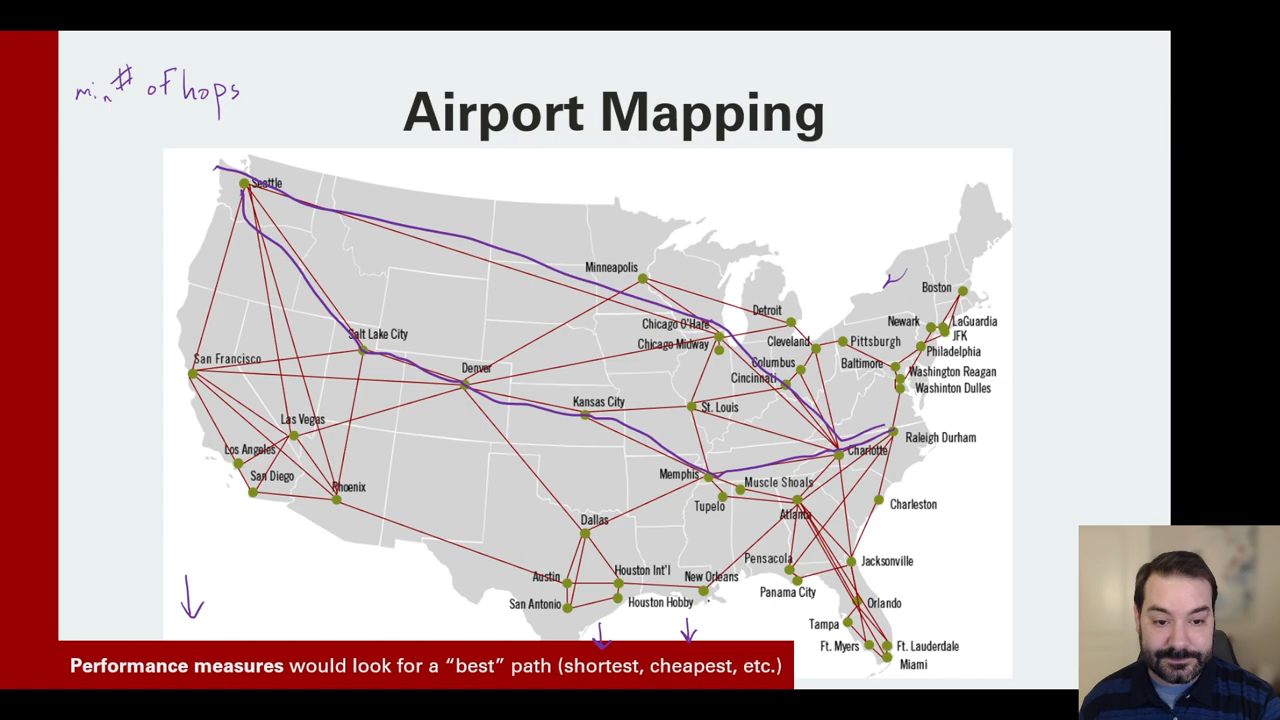 min # of hops
Airport Mapping
Seattle
Minneapolis
Boston
Detroit
Chicago O'Hare
Newark
LaGuardia
JFK
Salt Lake City
Chicago Midway
Cleveland
Pittsburgh
Philadelphia
San Francisco
Denver
Columbus
Baltimore
Washington Reagan
Cincinnati
Washinton Dulles
Kansas City
St. Louis
Las Vegas
Raleigh Durham
Los Angeles
Charlotte
San Diego
Phoenix
Memphis
Muscle Shoals
Tupelo
Atlanta
Charleston
Dallas
Pensacola
Jacksonville
Austin
Houston Int'l
New Orleans
Panama City
San Antonio
Houston Hobby
Orlando
Tampa
Ft. Myers
Ft. Lauderdale
Miami
Performance measures would look for a “best” path (shortest, cheapest, etc.)